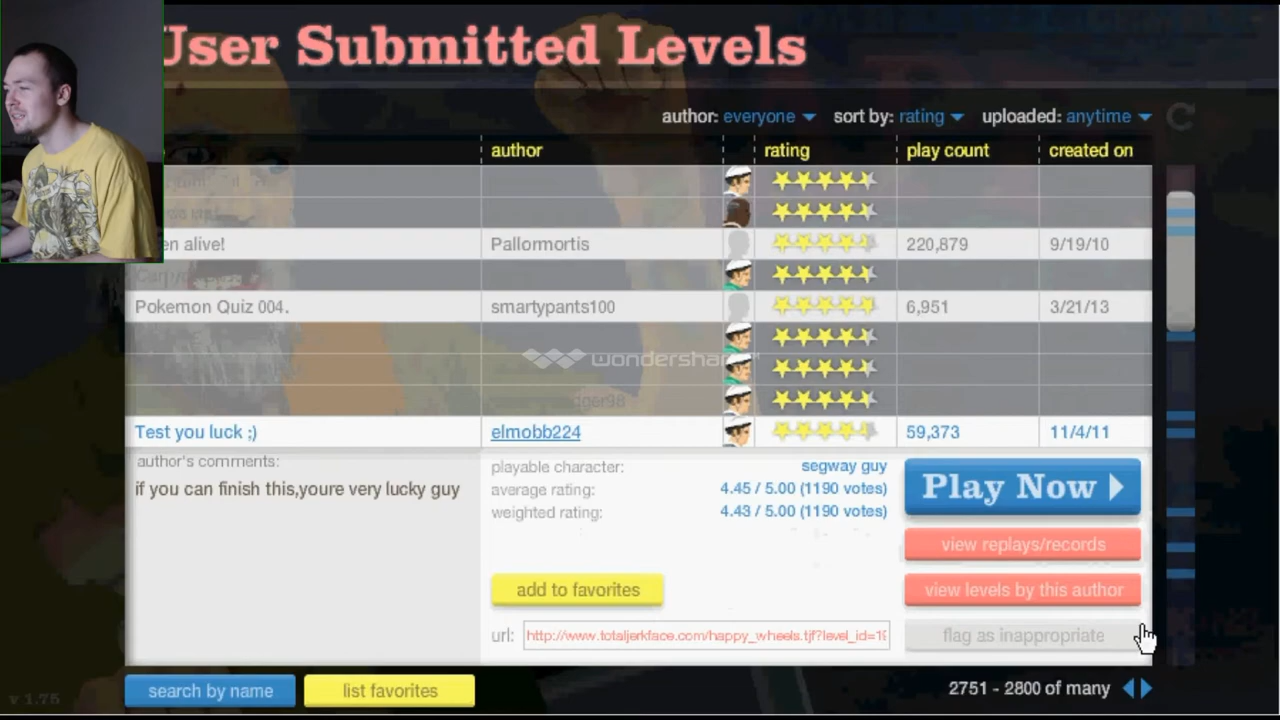 User Submitted Levels
author: everyone sort by: rating uploaded: anytime
author rating play count created on
alive! Pallormortis 220,879 9/19/10
Pokemon Quiz 004. smartypants100 6,951 3/21/13
wondershare
Test you luck ;) elmobb224 59,373 11/4/11
author's comments:
if you can finish this,youre very lucky guy
playable character: segway guy
average rating: 4.45 / 5.00 (1190 votes)
weighted rating: 4.43 / 5.00 (1190 votes)
Play Now
view replays/records
add to favorites
view levels by this author
url: http://www.totaljerkface.com/happy_wheels.tjf?level_id=1
flag as inappropriate
search by name list favorites 2751 - 2800 of many
v 1.75